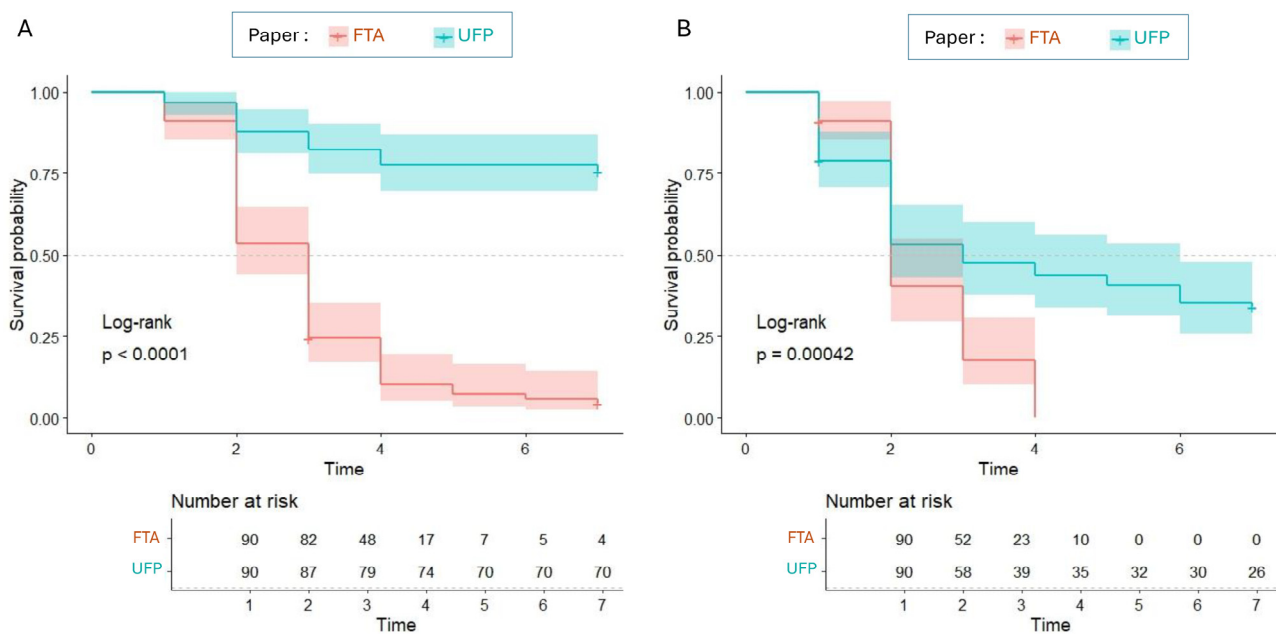 A
Paper : FTA UFP
Survival probability
1.00
0.75
0.50
0.25
0.00
Log-rank
p < 0.0001
0 2 4 6
Time
Number at risk
FTA 90 82 48 17 7 5 4
UFP 90 87 79 74 70 70 70
1 2 3 4 5 6 7
Time
B
Paper : FTA UFP
Survival probability
1.00
0.75
0.50
0.25
0.00
Log-rank
p = 0.00042
0 2 4 6
Time
Number at risk
FTA 90 52 23 10 0 0 0
UFP 90 58 39 35 32 30 26
1 2 3 4 5 6 7
Time